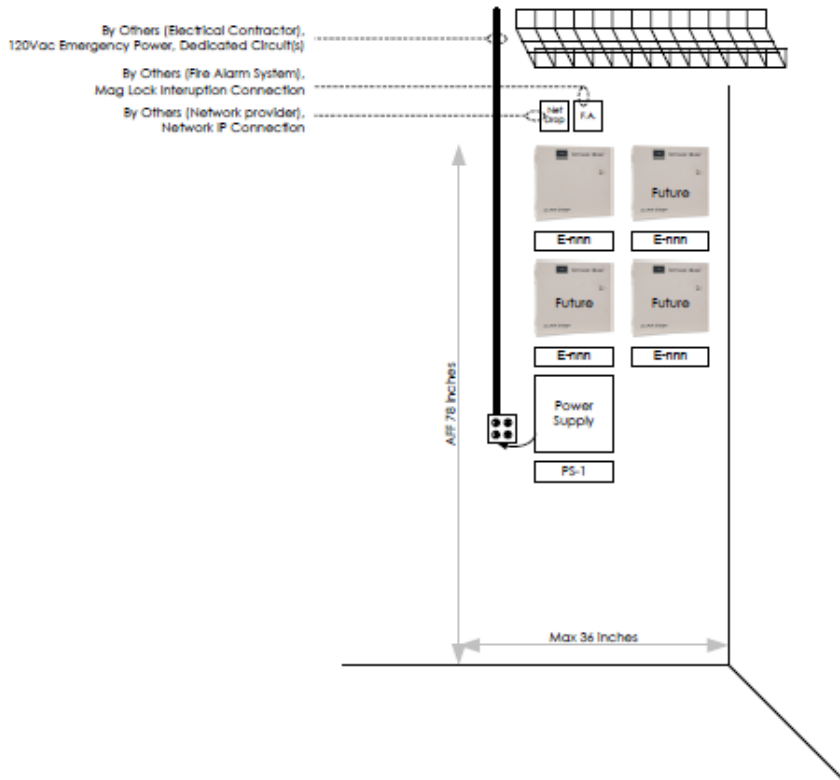 By Others (Electrical Contractor),
120Vac Emergency Power, Dedicated Circuit(s)
By Others (Fire Alarm System),
Mag Lock Interuption Connection
By Others (Network provider),
Network IP Connection
Net
Drop
F.A.
Future
E-nnn
E-nnn
Future
Future
E-nnn
E-nnn
Power
Supply
PS-1
AFF 78 inches
Max 36 inches